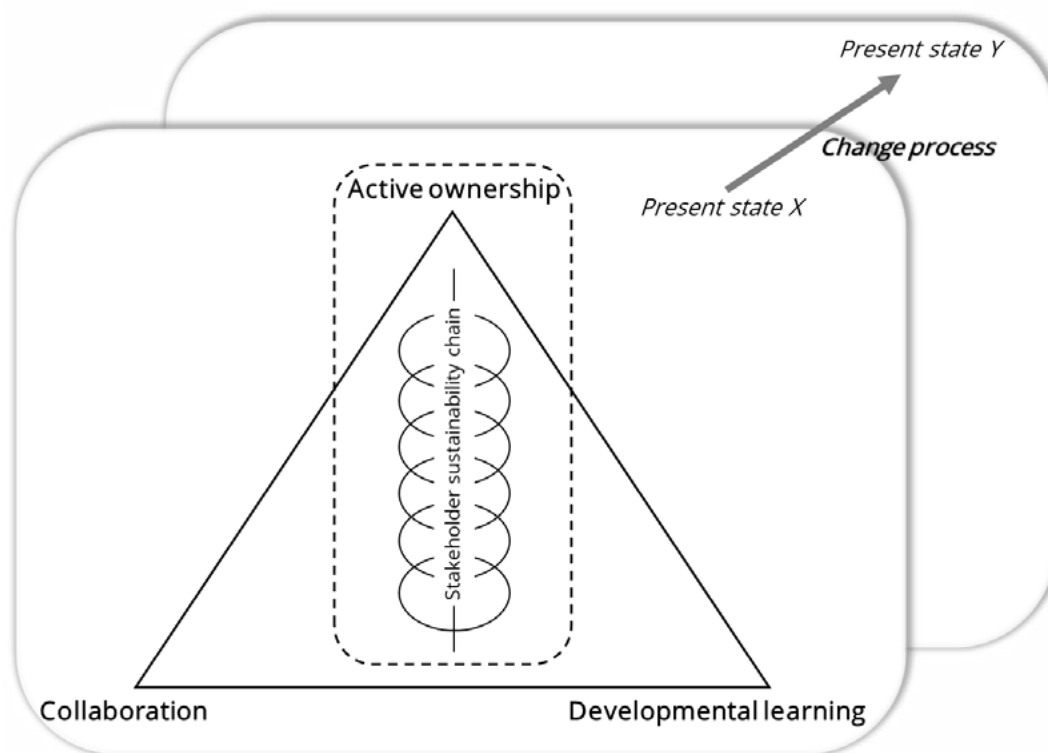 Present state Y
Change process
Active ownership
Present state X
Stakeholder sustainability chain
Collaboration
Developmental learning